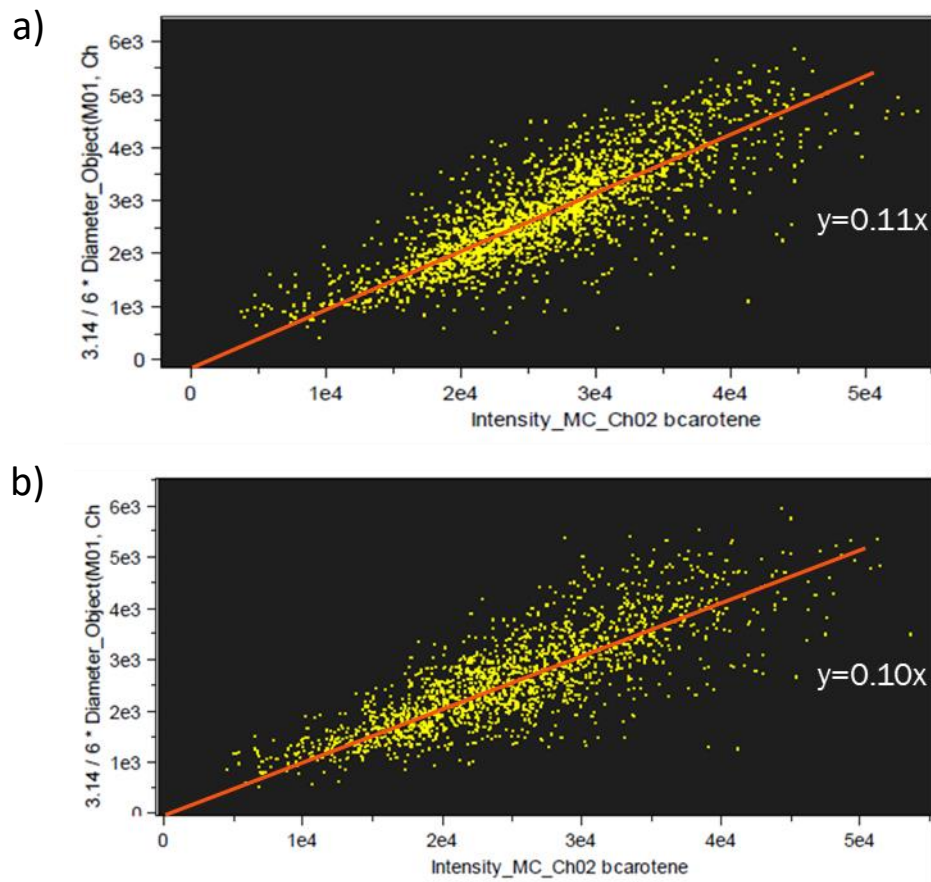 a)
3.14 / 6 * Diameter_Object(M01, Ch
6e3
5e3
4e3
3e3
2e3
1e3
0
y=0.11x
0 1e4 2e4 3e4 4e4 5e4
Intensity_MC_Ch02 bcarotene
b)
3.14 / 6 * Diameter_Object(M01, Ch
6e3
5e3
4e3
3e3
2e3
1e3
0
y=0.10x
0 1e4 2e4 3e4 4e4 5e4
Intensity_MC_Ch02 bcarotene